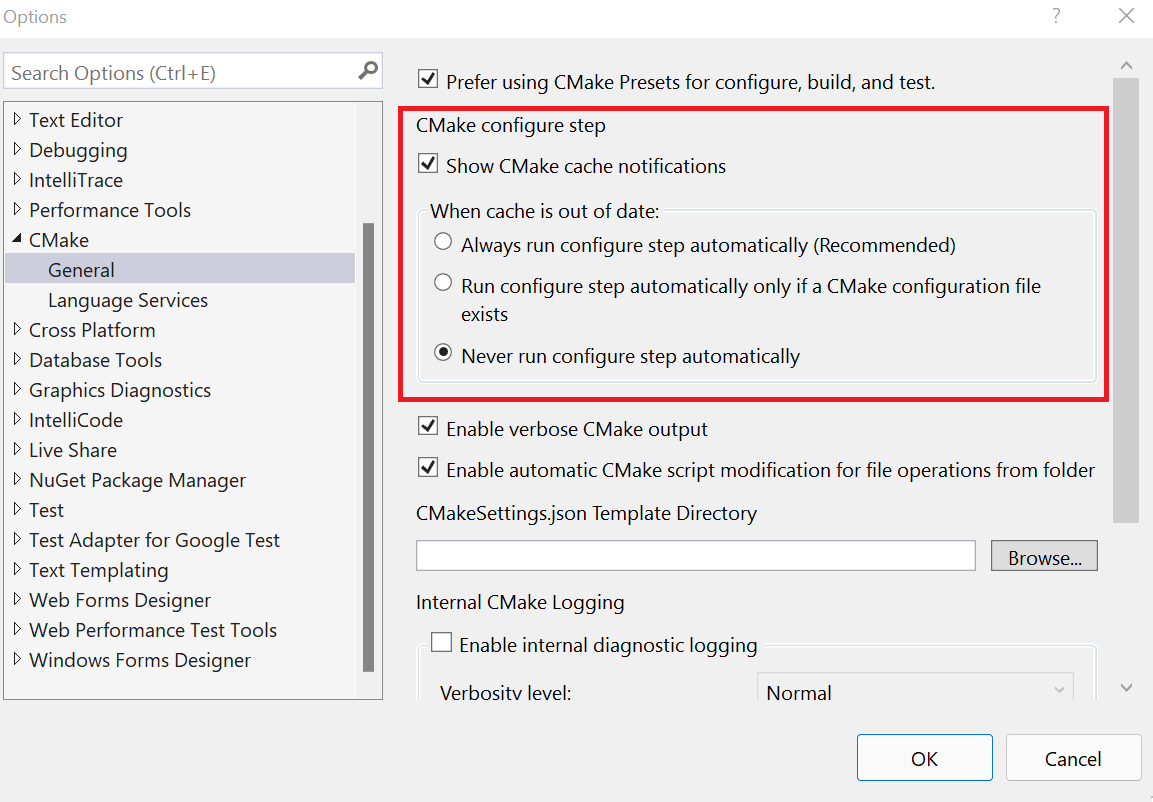 Options
Search Options (Ctrl+E)
Text Editor
Debugging
IntelliTrace
Performance Tools
CMake
General
Language Services
Cross Platform
Database Tools
Graphics Diagnostics
IntelliCode
Live Share
NuGet Package Manager
Test
Test Adapter for Google Test
Text Templating
Web Forms Designer
Web Performance Test Tools
Windows Forms Designer
Prefer using CMake Presets for configure, build, and test.
CMake configure step
Show CMake cache notifications
When cache is out of date:
Always run configure step automatically (Recommended)
Run configure step automatically only if a CMake configuration file
exists
Never run configure step automatically
Enable verbose CMake output
Enable automatic CMake script modification for file operations from folder
CMakeSettings.json Template Directory
Browse...
Internal CMake Logging
Enable internal diagnostic logging
Verbosity level:
Normal
OK
Cancel